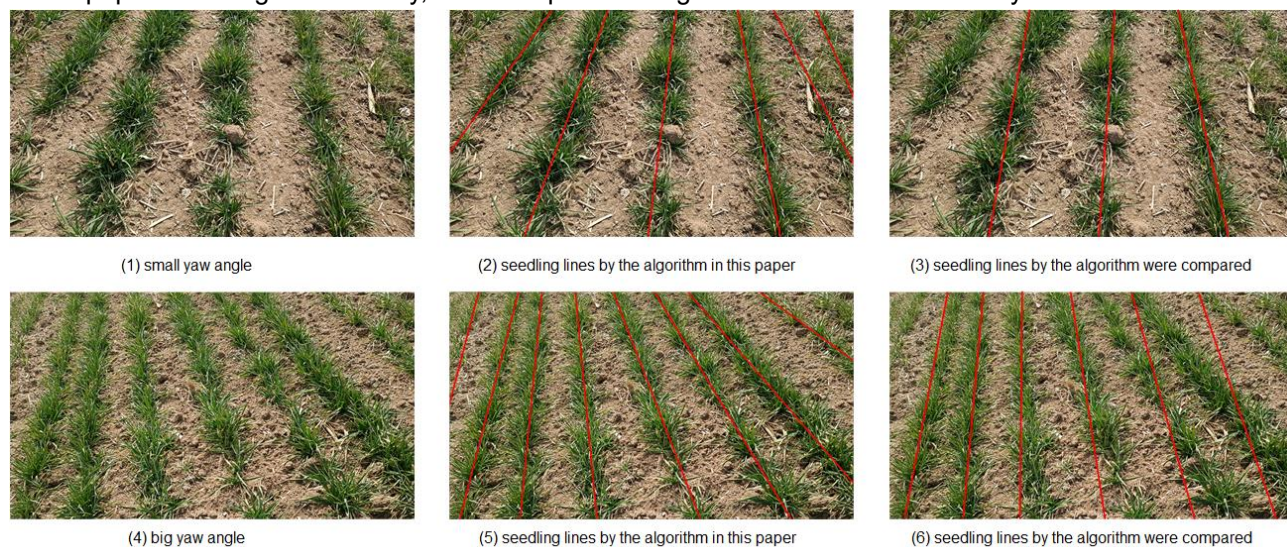 (1) small yaw angle
(2) seedling lines by the algorithm in this paper
(3) seedling lines by the algorithm were compared
(4) big yaw angle
(5) seedling lines by the algorithm in this paper
(6) seedling lines by the algorithm were compared